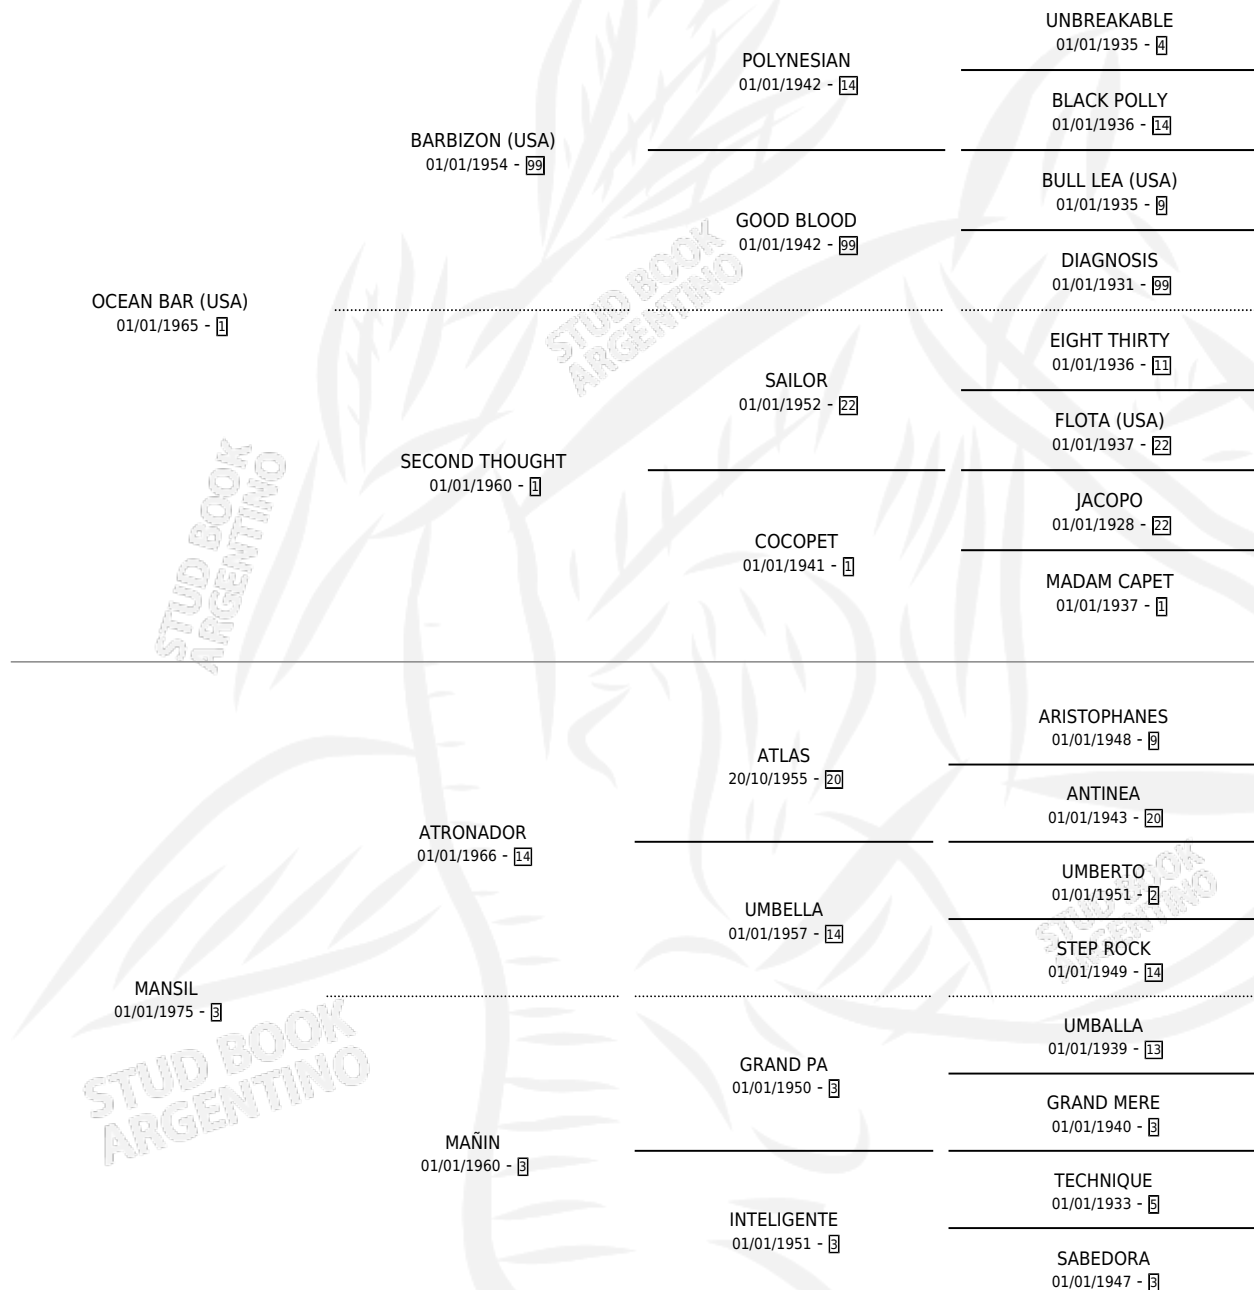 UNBREAKABLE
01/01/1935 - 4
POLYNESIAN
01/01/1942 - 14
BLACK POLLY
01/01/1936 - 14
BARBIZON (USA)
01/01/1954 - 99
BULL LEA (USA)
01/01/1935 - 9
GOOD BLOOD
01/01/1942 - 99
DIAGNOSIS
01/01/1931 - 99
OCEAN BAR (USA)
01/01/1965 - 1
EIGHT THIRTY
01/01/1936 - 11
SAILOR
01/01/1952 - 22
FLOTA (USA)
01/01/1937 - 22
SECOND THOUGHT
01/01/1960 - 1
JACOPO
01/01/1928 - 22
COCOPET
01/01/1941 - 1
MADAM CAPET
01/01/1937 - 1
STUD BOOK
ARGENTINO
STUD BOOK
ARGENTINO
ARISTOPHANES
01/01/1948 - 9
ATLAS
20/10/1955 - 20
ANTINEA
01/01/1943 - 20
ATRONADOR
01/01/1966 - 14
UMBERTO
01/01/1951 - 2
UMBELLA
01/01/1957 - 14
STEP ROCK
01/01/1949 - 14
STUD BOOK
ARGENTINO
MANSIL
01/01/1975 - 3
UMBALLA
01/01/1939 - 13
GRAND PA
01/01/1950 - 3
GRAND MERE
01/01/1940 - 3
STUD BOOK
ARGENTINO
MAÑIN
01/01/1960 - 3
TECHNIQUE
01/01/1933 - 5
INTELIGENTE
01/01/1951 - 3
SABEDORA
01/01/1947 - 3